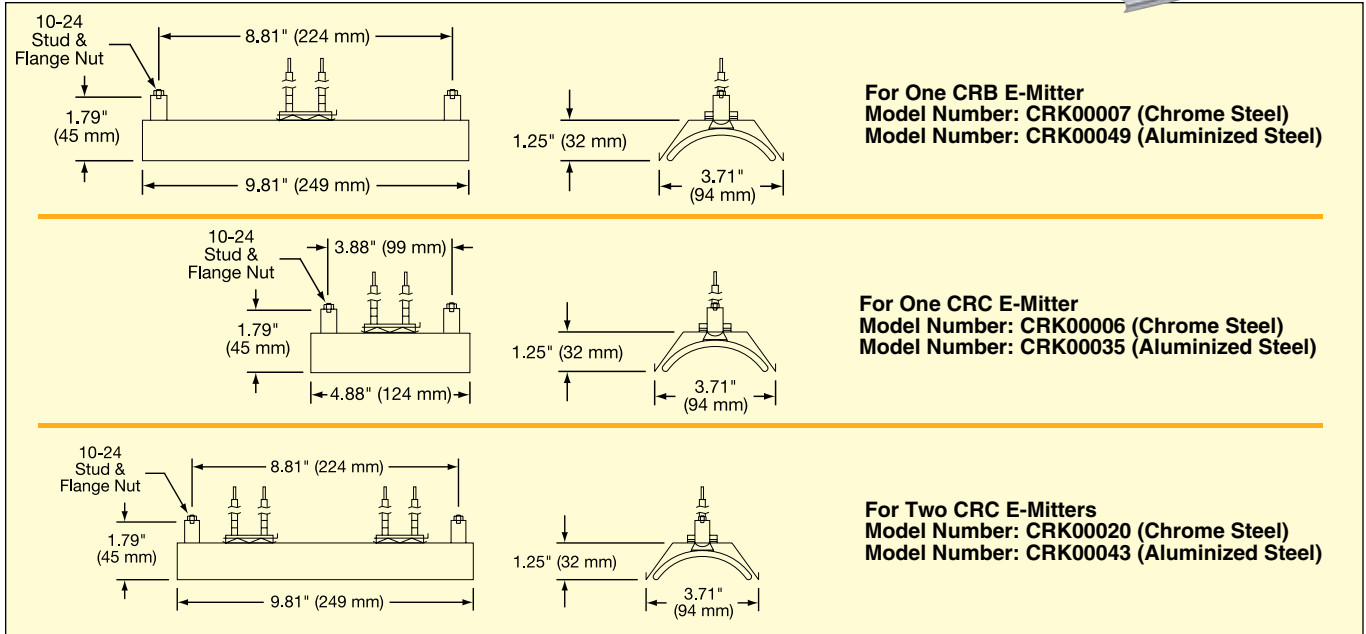 10-24
Stud &
Flange Nut
8.81" (224 mm)
1.79"
(45 mm)
9.81" (249 mm)
1.25" (32 mm)
3.71"
(94 mm)
For One CRB E-Mitter
Model Number: CRK00007 (Chrome Steel)
Model Number: CRK00049 (Aluminized Steel)
10-24
Stud &
Flange Nut
3.88" (99 mm)
1.79"
(45 mm)
4.88" (124 mm)
1.25" (32 mm)
3.71"
(94 mm)
For One CRC E-Mitter
Model Number: CRK00006 (Chrome Steel)
Model Number: CRK00035 (Aluminized Steel)
10-24
Stud &
Flange Nut
8.81" (224 mm)
1.79"
(45 mm)
9.81" (249 mm)
1.25" (32 mm)
3.71"
(94 mm)
For Two CRC E-Mitters
Model Number: CRK00020 (Chrome Steel)
Model Number: CRK00043 (Aluminized Steel)